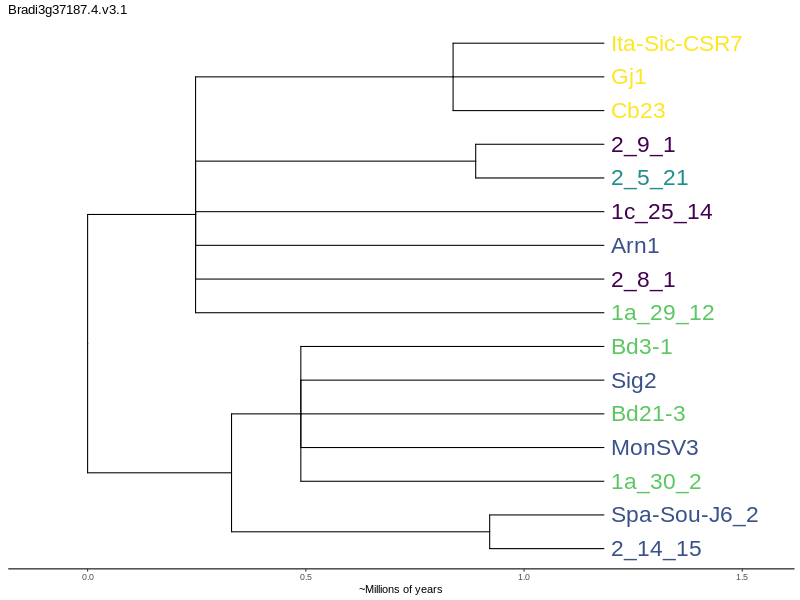 Bradi3g37187.4.v3.1
Ita-Sic-CSR7
Gj1
Cb23
2_9_1
2_5_21
1c_25_14
Arn1
2_8_1
1a_29_12
Bd3-1
Sig2
Bd21-3
MonSV3
1a_30_2
Spa-Sou-J6_2
2_14_15
0.0 0.5 1.0 1.5
~Millions of years